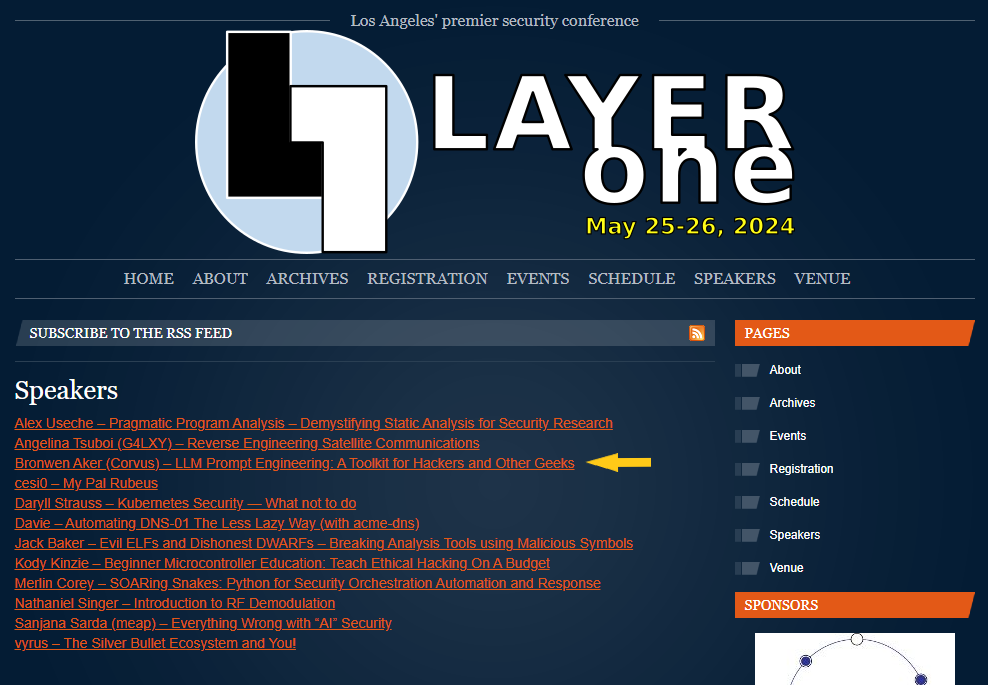 Los Angeles' premier security conference
LAYER
one
May 25-26, 2024
HOME ABOUT ARCHIVES REGISTRATION EVENTS SCHEDULE SPEAKERS VENUE
SUBSCRIBE TO THE RSS FEED
Speakers
Alex Useche – Pragmatic Program Analysis – Demystifying Static Analysis for Security Research
Angelina Tsuboi (G4LXY) – Reverse Engineering Satellite Communications
Bronwen Aker (Corvus) – LLM Prompt Engineering: A Toolkit for Hackers and Other Geeks
cesi0 – My Pal Rubeus
Daryll Strauss – Kubernetes Security — What not to do
Davie – Automating DNS-01 The Less Lazy Way (with acme-dns)
Jack Baker – Evil ELFs and Dishonest DWARFs – Breaking Analysis Tools using Malicious Symbols
Kody Kinzie – Beginner Microcontroller Education: Teach Ethical Hacking On A Budget
Merlin Corey – SOARing Snakes: Python for Security Orchestration Automation and Response
Nathaniel Singer – Introduction to RF Demodulation
Sanjana Sarda (meap) – Everything Wrong with “AI” Security
vyrus – The Silver Bullet Ecosystem and You!
PAGES
About
Archives
Events
Registration
Schedule
Speakers
Venue
SPONSORS